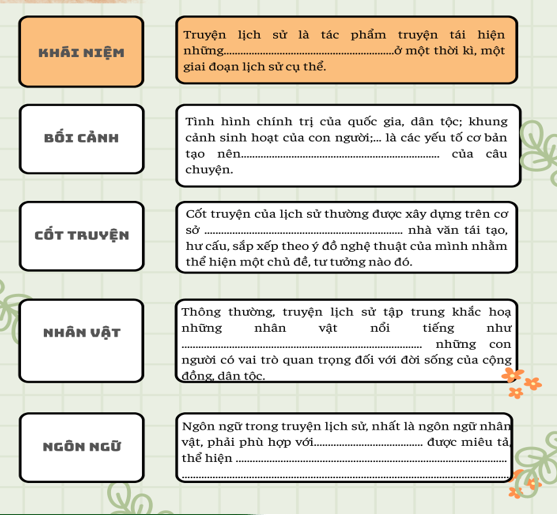 KHÁI NIỆM
Truyện lịch sử là tác phẩm truyện tái hiện
những..........................................................ở một thời kì, một
giai đoạn lịch sử cụ thể.
BỐI CẢNH
Tình hình chính trị của quốc gia, dân tộc; khung
cảnh sinh hoạt của con người;... là các yếu tố cơ bản
tạo nên.................................................................... của câu
chuyện.
CỐT TRUYỆN
Cốt truyện của lịch sử thường được xây dựng trên cơ
sở .................................................................... nhà văn tái tạo,
hư cấu, sắp xếp theo ý đồ nghệ thuật của mình nhằm
thể hiện một chủ đề, tư tưởng nào đó.
NHÂN VẬT
Thông thường, truyện lịch sử tập trung khắc hoạ
những nhân vật nổi tiếng như
................................................................................. những con
người có vai trò quan trọng đối với đời sống của cộng
đồng, dân tộc.
NGÔN NGỮ
Ngôn ngữ trong truyện lịch sử, nhất là ngôn ngữ nhân
vật, phải phù hợp với...................................... được miêu tả,
thể hiện .............................................................................................
.................................................................................................................